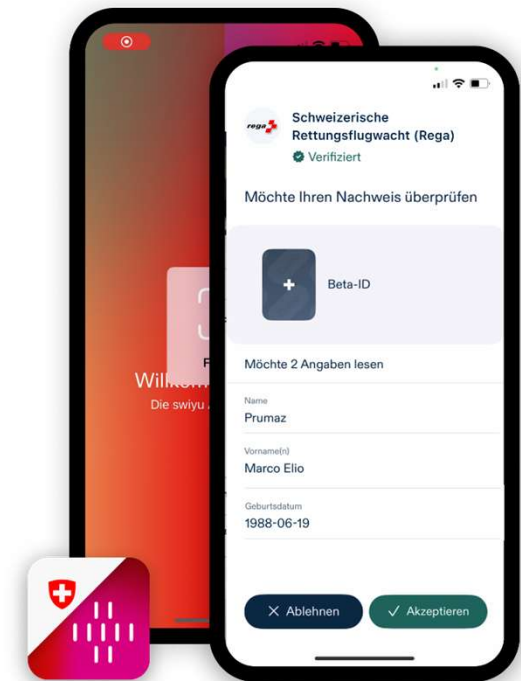 Willkommen
Die swiyu
F
rega
Schweizerische
Rettungsflugwacht (Rega)
Verifiziert
Möchte Ihren Nachweis überprüfen
Beta-ID
Möchte 2 Angaben lesen
Name
Prumaz
Vorname(n)
Marco Elio
Geburtsdatum
1988-06-19
Ablehnen
Akzeptieren